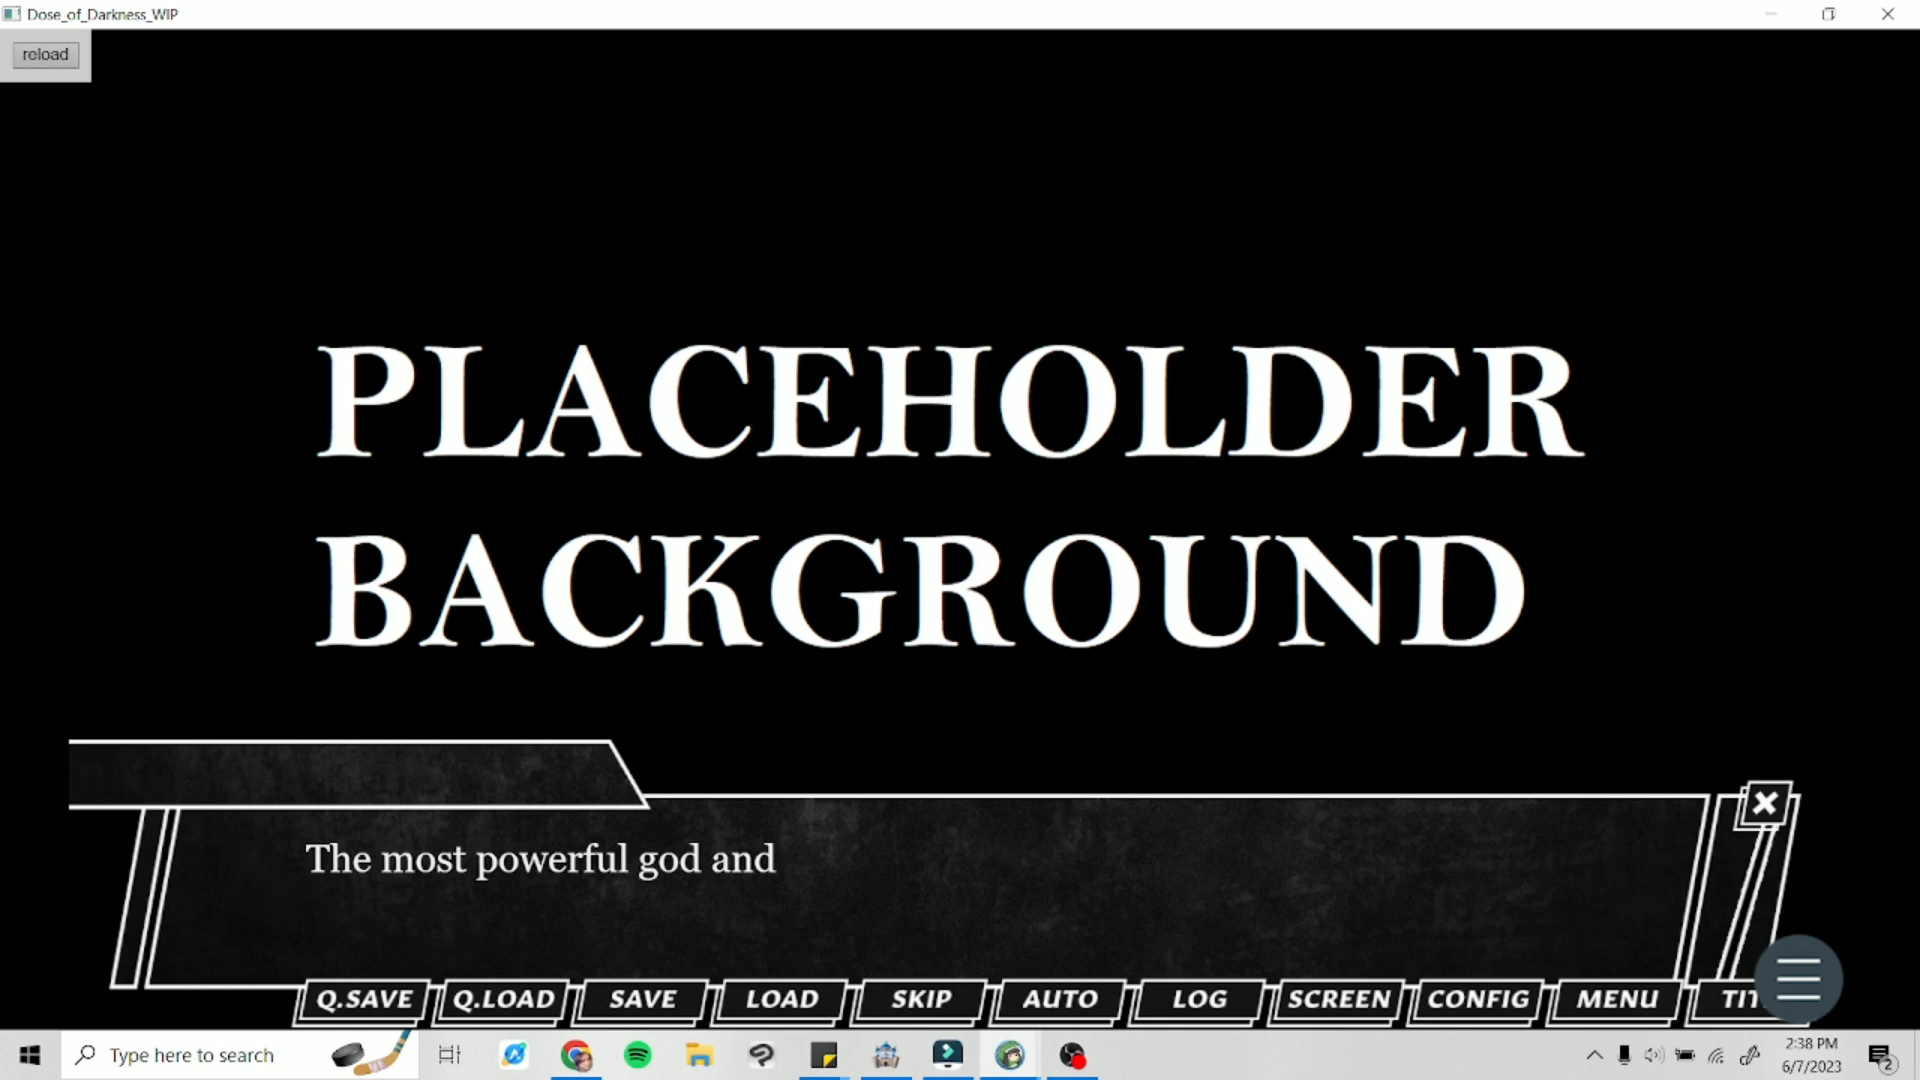 Dose_of_Darkness_WIP
reload
PLACEHOLDER
BACKGROUND
The most powerful god and
Q.SAVE Q.LOAD SAVE LOAD SKIP AUTO LOG SCREEN CONFIG MENU
Type here to search
2:38 PM
6/7/2023
2